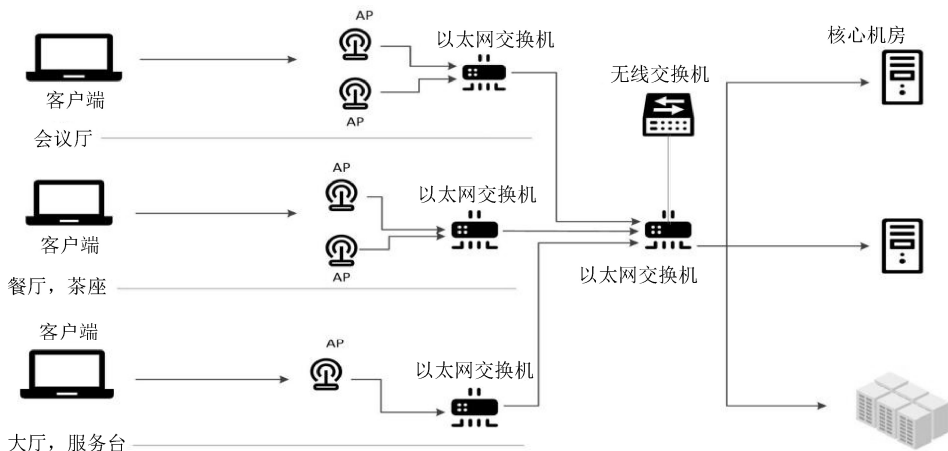 AP
以太网交换机
核心机房
无线交换机
客户端
AP
会议厅
AP
以太网交换机
客户端
AP
以太网交换机
餐厅，茶座
客户端
AP
以太网交换机
大厅，服务台